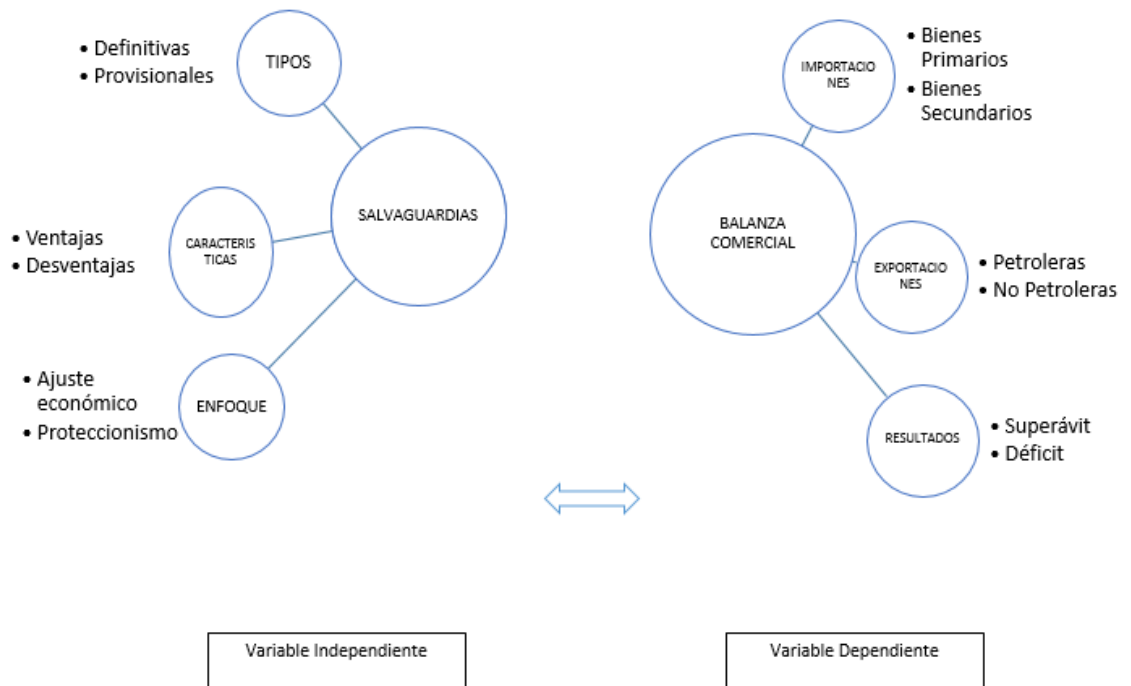 • Definitivas
• Provisionales
TIPOS
SALVAGUARDIAS
• Ventajas
• Desventajas
CARACTERIS
TICAS
• Ajuste
económico
• Proteccionismo
ENFOQUE
IMPORTACIO
NES
• Bienes
Primarios
• Bienes
Secundarios
BALANZA
COMERCIAL
EXPORTACIO
NES
• Petroleras
• No Petroleras
RESULTADOS
• Superávit
• Déficit
Variable Independiente
Variable Dependiente